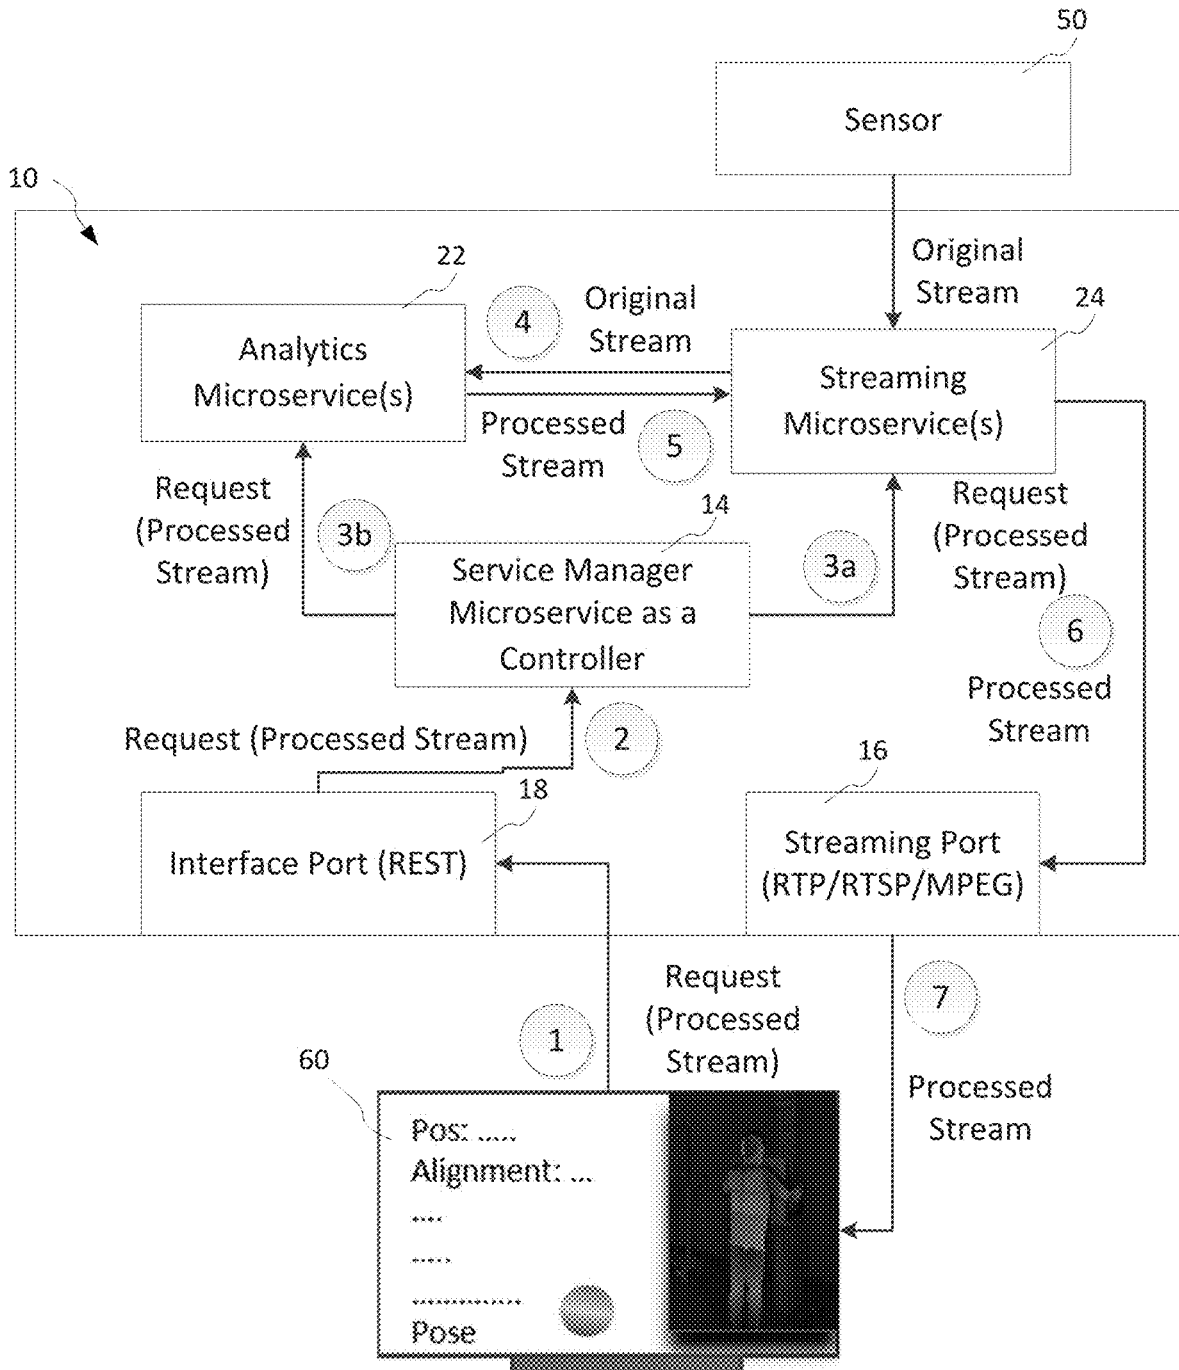 50
Sensor
10
Original
Stream
22
4
Original
Stream
24
Analytics
Microservice(s)
Streaming
Microservice(s)
Processed
Stream
5
Request
(Processed
Stream)
3b
14
3a
Request
(Processed
Stream)
Service Manager
Microservice as a
Controller
6
Processed
Stream
Request (Processed Stream)
2
18
16
Interface Port (REST)
Streaming Port
(RTP/RTSP/MPEG)
1
Request
(Processed
Stream)
7
Processed
Stream
60
Pos: .....
Alignment: ...
....
.....
..............
Pose